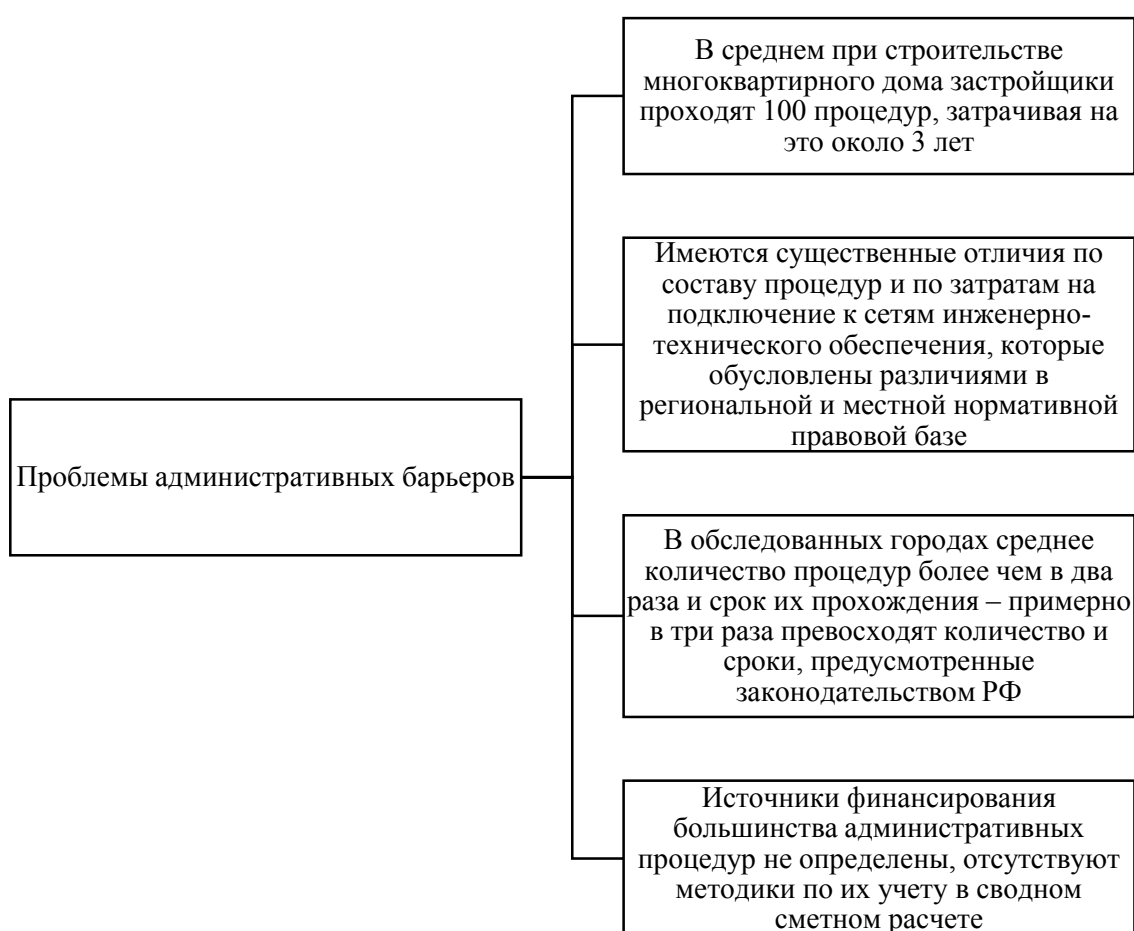 В среднем при строительстве
многоквартирного дома застройщики
проходят 100 процедур, затрачивая на
это около 3 лет
Имеются существенные отличия по
составу процедур и по затратам на
подключение к сетям инженерно-
технического обеспечения, которые
обусловлены различиями в
региональной и местной нормативной
правовой базе
Проблемы административных барьеров
В обследованных городах среднее
количество процедур более чем в два
раза и срок их прохождения – примерно
в три раза превосходят количество и
сроки, предусмотренные
законодательством РФ
Источники финансирования
большинства административных
процедур не определены, отсутствуют
методики по их учету в сводном
сметном расчете